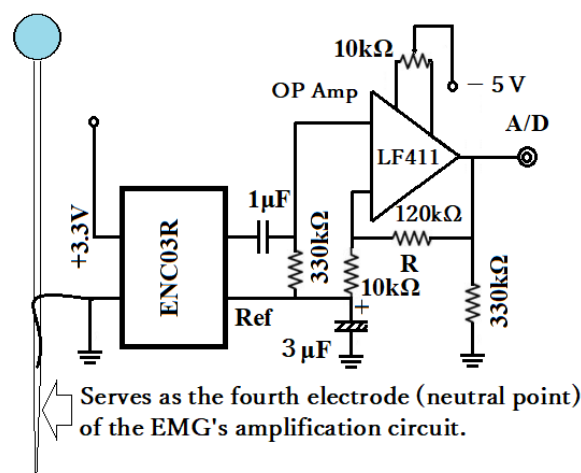 10kΩ
– 5 V
OP Amp
A/D
LF411
+3.3V
ENC03R
1μF
330kΩ
120kΩ
R
10kΩ
+
Ref
3 μF
330kΩ
Serves as the fourth electrode (neutral point)
of the EMG's amplification circuit.